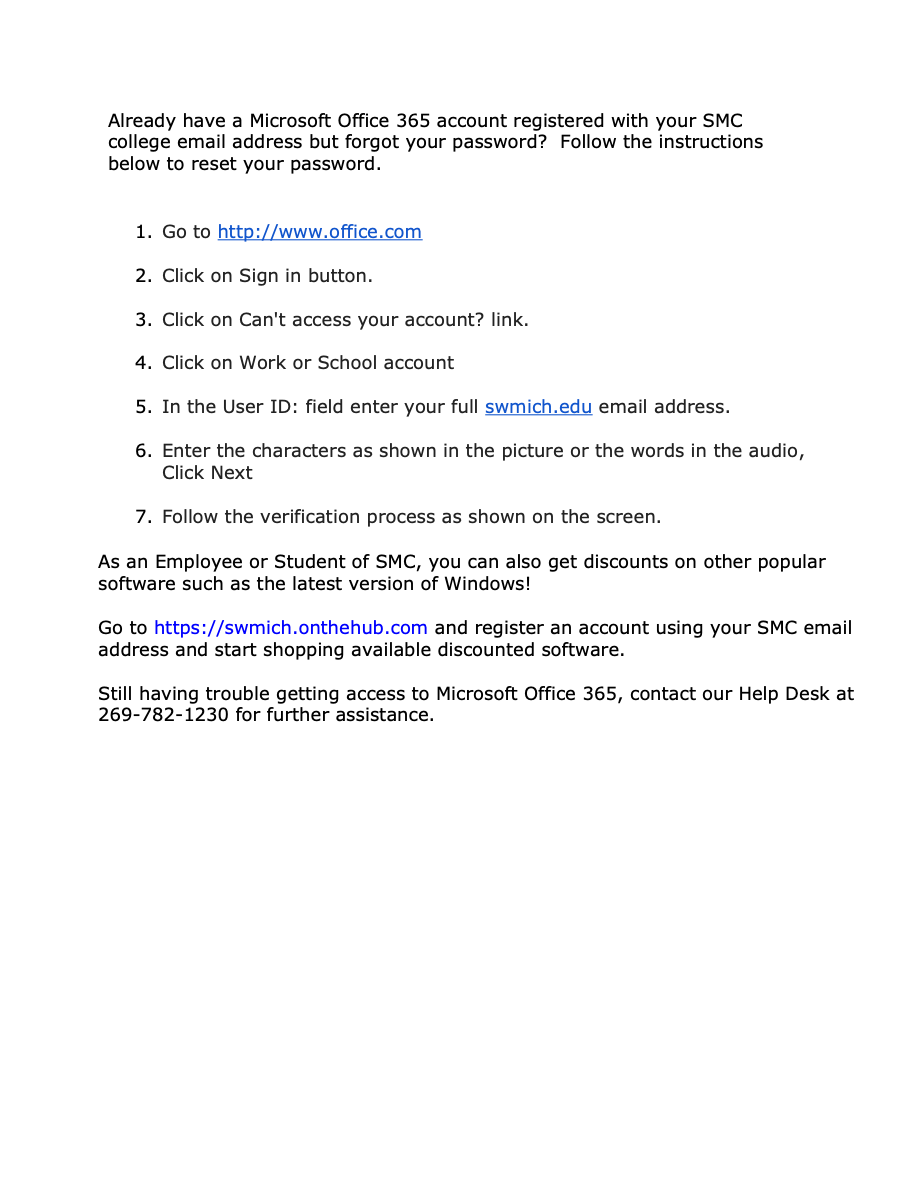 Already have a Microsoft Office 365 account registered with your SMC
college email address but forgot your password?  Follow the instructions
below to reset your password.
1. Go to http://www.office.com
2. Click on Sign in button.
3. Click on Can't access your account? link.
4. Click on Work or School account
5. In the User ID: field enter your full swmich.edu email address.
6. Enter the characters as shown in the picture or the words in the audio,
Click Next
7. Follow the verification process as shown on the screen.
As an Employee or Student of SMC, you can also get discounts on other popular
software such as the latest version of Windows!
Go to https://swmich.onthehub.com and register an account using your SMC email
address and start shopping available discounted software.
Still having trouble getting access to Microsoft Office 365, contact our Help Desk at
269-782-1230 for further assistance.